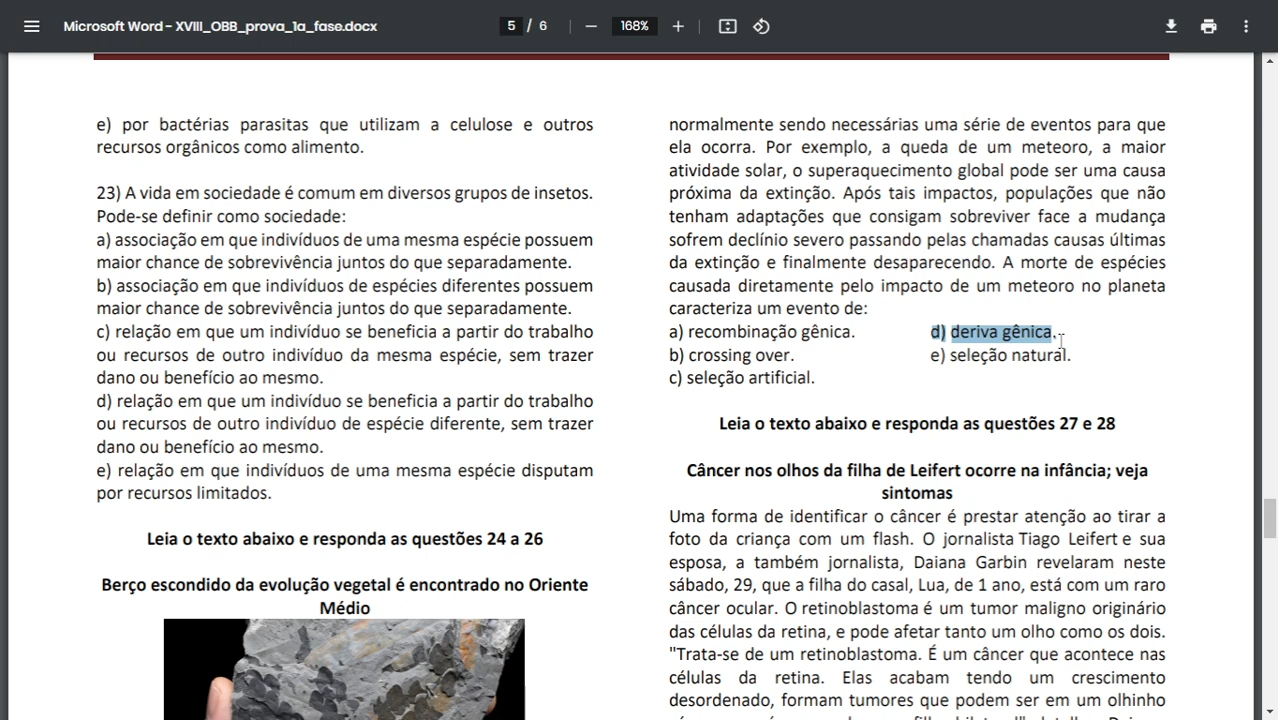 Microsoft Word - XVIII_OBB_prova_1a_fase.docx
5 / 6
168%
e) por bactérias parasitas que utilizam a celulose e outros
recursos orgânicos como alimento.
23) A vida em sociedade é comum em diversos grupos de insetos.
Pode-se definir como sociedade:
a) associação em que indivíduos de uma mesma espécie possuem
maior chance de sobrevivência juntos do que separadamente.
b) associação em que indivíduos de espécies diferentes possuem
maior chance de sobrevivência juntos do que separadamente.
c) relação em que um indivíduo se beneficia a partir do trabalho
ou recursos de outro indivíduo da mesma espécie, sem trazer
dano ou benefício ao mesmo.
d) relação em que um indivíduo se beneficia a partir do trabalho
ou recursos de outro indivíduo de espécie diferente, sem trazer
dano ou benefício ao mesmo.
e) relação em que indivíduos de uma mesma espécie disputam
por recursos limitados.
Leia o texto abaixo e responda as questões 24 a 26
Berço escondido da evolução vegetal é encontrado no Oriente
Médio
normalmente sendo necessárias uma série de eventos para que
ela ocorra. Por exemplo, a queda de um meteoro, a maior
atividade solar, o superaquecimento global pode ser uma causa
próxima da extinção. Após tais impactos, populações que não
tenham adaptações que consigam sobreviver face a mudança
sofrem declínio severo passando pelas chamadas causas últimas
da extinção e finalmente desaparecendo. A morte de espécies
causada diretamente pelo impacto de um meteoro no planeta
caracteriza um evento de:
a) recombinação gênica. d) deriva gênica.
b) crossing over. e) seleção natural.
c) seleção artificial.
Leia o texto abaixo e responda as questões 27 e 28
Câncer nos olhos da filha de Leifert ocorre na infância; veja
sintomas
Uma forma de identificar o câncer é prestar atenção ao tirar a
foto da criança com um flash. O jornalista Tiago Leifert e sua
esposa, a também jornalista, Daiana Garbin revelaram neste
sábado, 29, que a filha do casal, Lua, de 1 ano, está com um raro
câncer ocular. O retinoblastoma é um tumor maligno originário
das células da retina, e pode afetar tanto um olho como os dois.
"Trata-se de um retinoblastoma. É um câncer que acontece nas
células da retina. Elas acabam tendo um crescimento
desordenado, formam tumores que podem ser em um olhinho